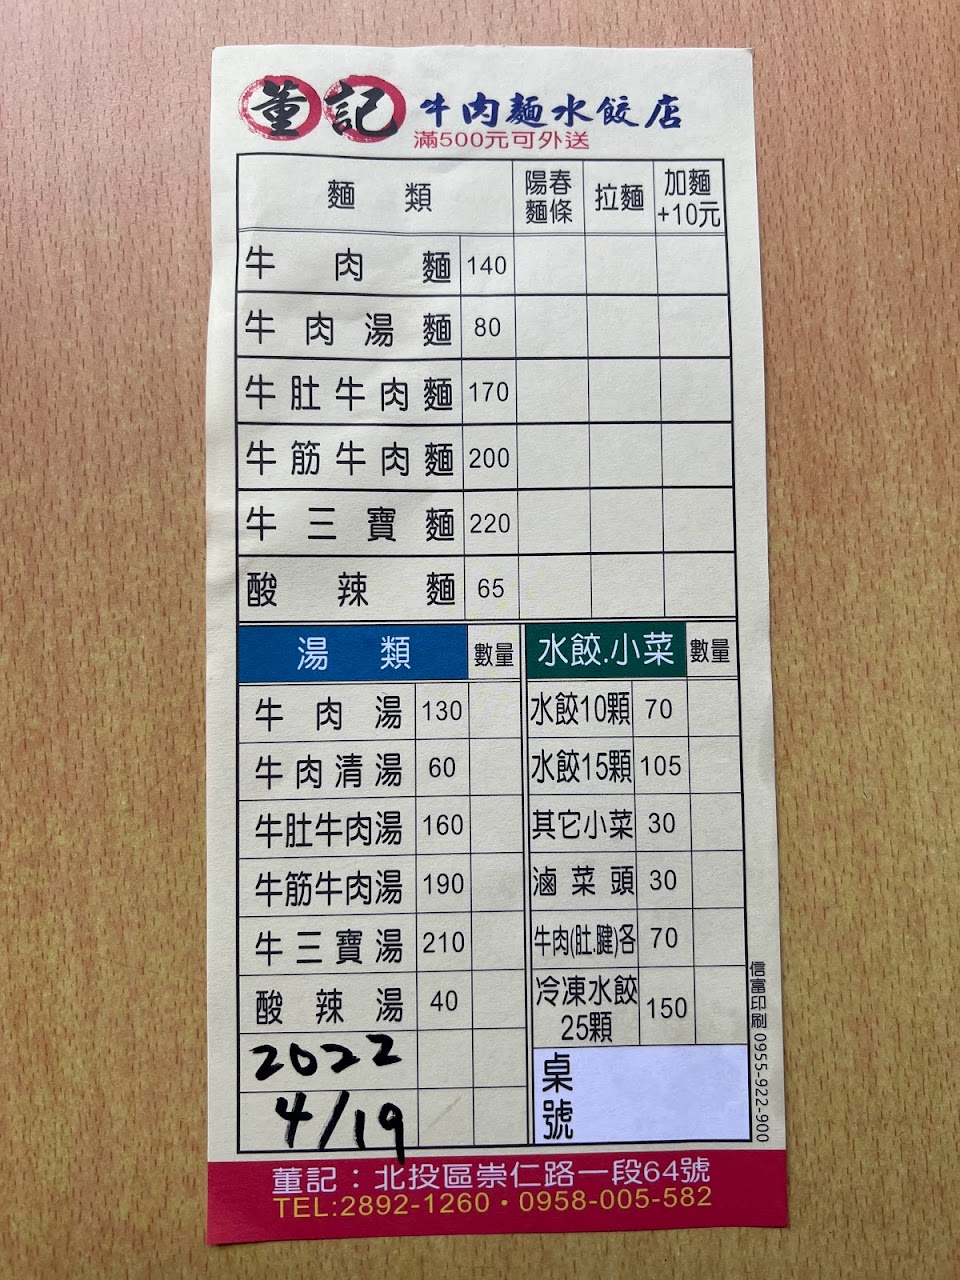 董記 牛肉麵水餃店
滿500元可外送
麵類 陽春麵條 拉麵 加麵+10元
牛肉麵 140
牛肉湯麵 80
牛肚牛肉麵 170
牛筋牛肉麵 200
牛三寶麵 220
酸辣麵 65
湯類 數量
牛肉湯 130
牛肉清湯 60
牛肚牛肉湯 160
牛筋牛肉湯 190
牛三寶湯 210
酸辣湯 40
2022
4/19
水餃.小菜 數量
水餃10顆 70
水餃15顆 105
其它小菜 30
滷菜頭 30
牛肉(肚.腱)各 70
冷凍水餃25顆 150
桌號
信富印刷 0955-922-900
董記：北投區崇仁路一段64號
TEL:2892-1260・0958-005-582